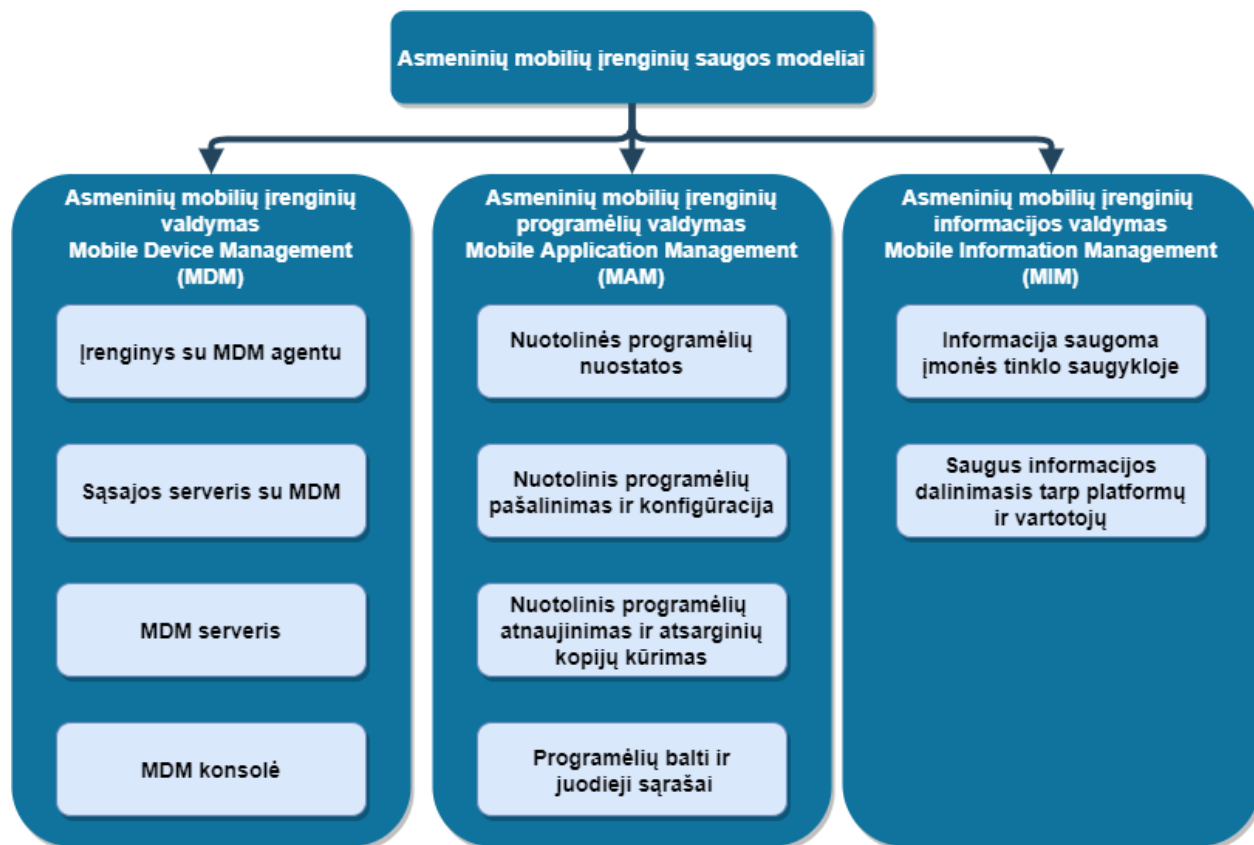 Asmeninių mobilių įrenginių saugos modeliai
Asmeninių mobilių įrenginių
valdymas
Mobile Device Management
(MDM)
Įrenginys su MDM agentu
Sąsajos serveris su MDM
MDM serveris
MDM konsolė
Asmeninių mobilių įrenginių
programėlių valdymas
Mobile Application Management
(MAM)
Nuotolinės programėlių
nuostatos
Nuotolinis programėlių
pašalinimas ir konfigūracija
Nuotolinis programėlių
atnaujinimas ir atsarginių
kopijų kūrimas
Programėlių balti ir
juodieji sąrašai
Asmeninių mobilių įrenginių
informacijos valdymas
Mobile Information Management
(MIM)
Informacija saugoma
įmonės tinklo saugykloje
Saugus informacijos
dalinimasis tarp platformų
ir vartotojų